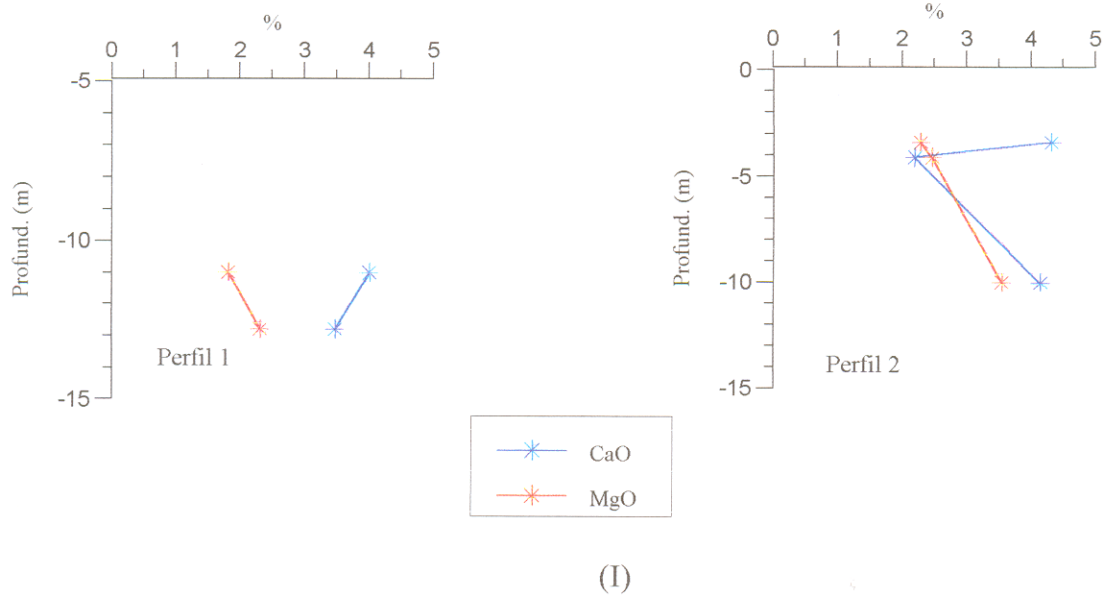 %
0 1 2 3 4 5
-5
-10
-15
Profund. (m)
Perfil 1
%
0 1 2 3 4 5
0
-5
-10
-15
Profund. (m)
Perfil 2
CaO
MgO
(I)